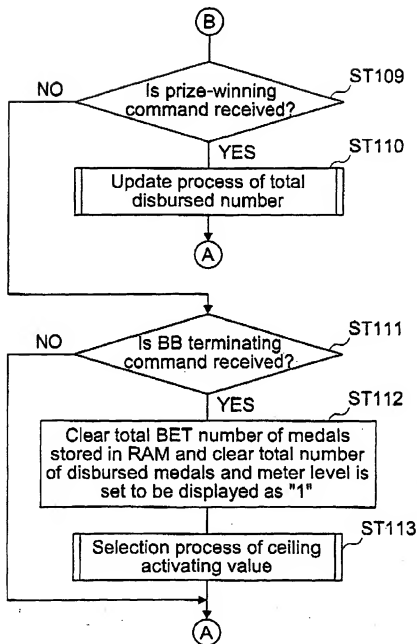 B
ST109
NO
Is prize-winning
command received?
YES
ST110
Update process of total
disbursed number
A
ST111
NO
Is BB terminating
command received?
YES
ST112
Clear total BET number of medals
stored in RAM and clear total number
of disbursed medals and meter level is
set to be displayed as "1"
ST113
Selection process of ceiling
activating value
A